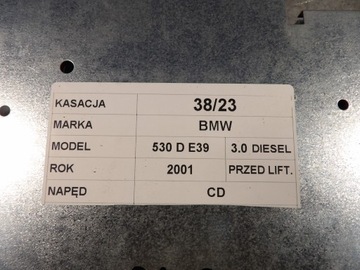 KASACJA 38/23
MARKA BMW
MODEL 530 D E39 3.0 DIESEL
ROK 2001 PRZED LIFT.
NAPĘD CD